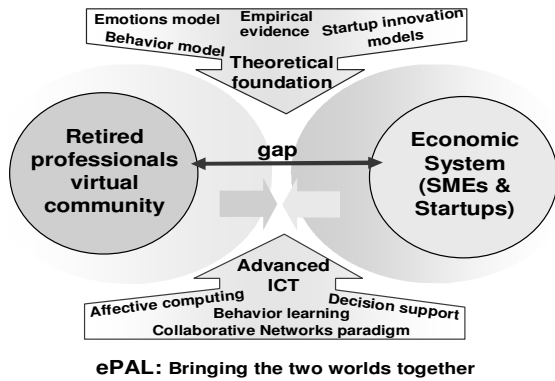 Emotions model
Empirical
evidence
Startup innovation
models
Behavior model
Theoretical
foundation
Retired
professionals
virtual
community
gap
Economic
System
(SMEs &
Startups)
Advanced
ICT
Affective computing
Decision support
Behavior learning
Collaborative Networks paradigm
ePAL: Bringing the two worlds together